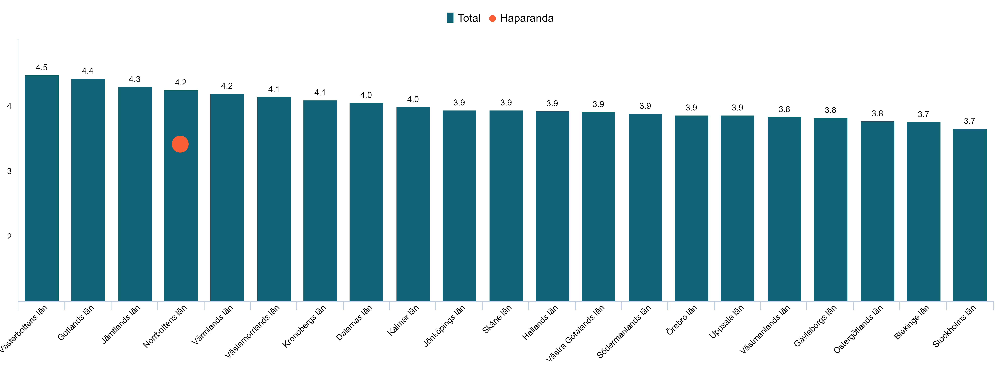 Total Haparanda
4.5 4.4 4.3 4.2 4.2 4.1 4.1 4.0 4.0 3.9 3.9 3.9 3.9 3.9 3.9 3.9 3.8 3.8 3.8 3.7 3.7
4
3
2
Västerbottens län
Gotlands län
Jämtlands län
Norrbottens län
Värmlands län
Västernorrlands län
Kronobergs län
Dalarnas län
Kalmar län
Jönköpings län
Skåne län
Hallands län
Västra Götalands län
Södermanlands län
Örebro län
Uppsala län
Västmanlands län
Gävleborgs län
Östergötlands län
Blekinge län
Stockholms län